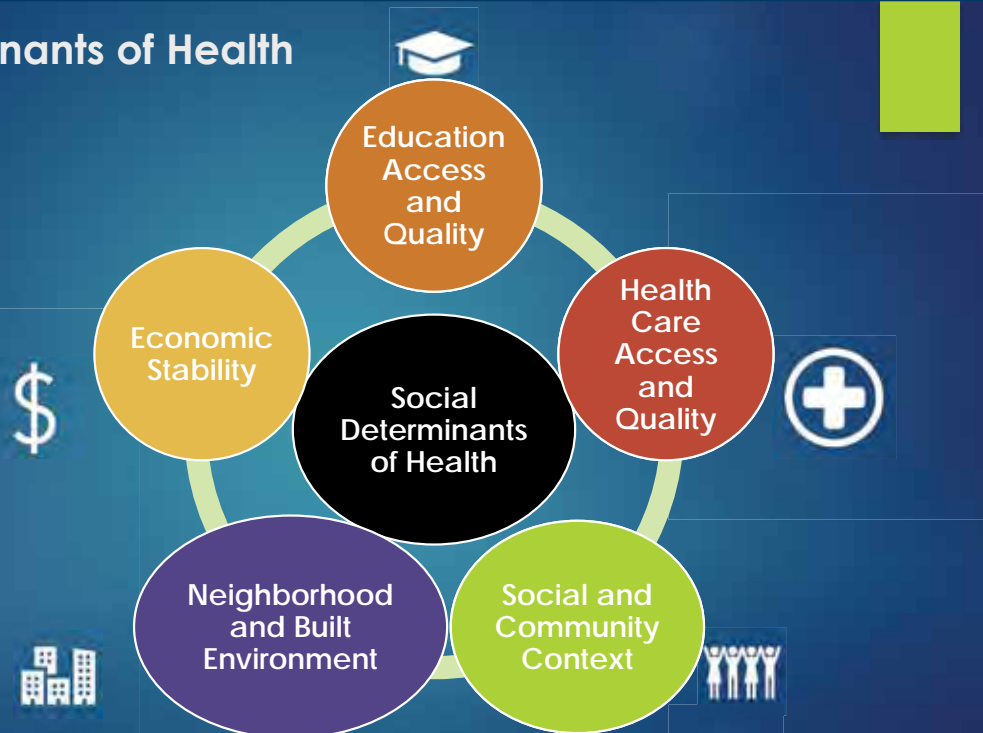 nants of Health
Education
Access
and
Quality
Health
Care
Access
and
Quality
Economic
Stability
$
Social
Determinants
of Health
Neighborhood
and Built
Environment
Social and
Community
Context